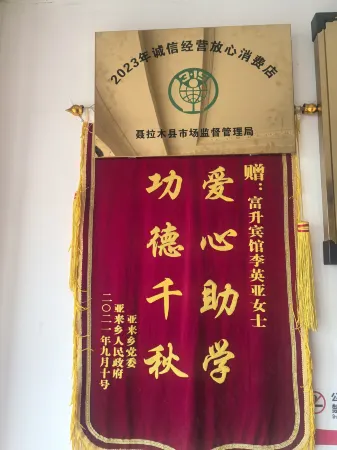 2023年诚信经营放心消费店
3·15
聂拉木县市场监督管理局
赠：富升宾馆李英亚女士
爱心助学
功德千秋
亚来乡党委
亚来乡人民政府
二〇二一年九月十号